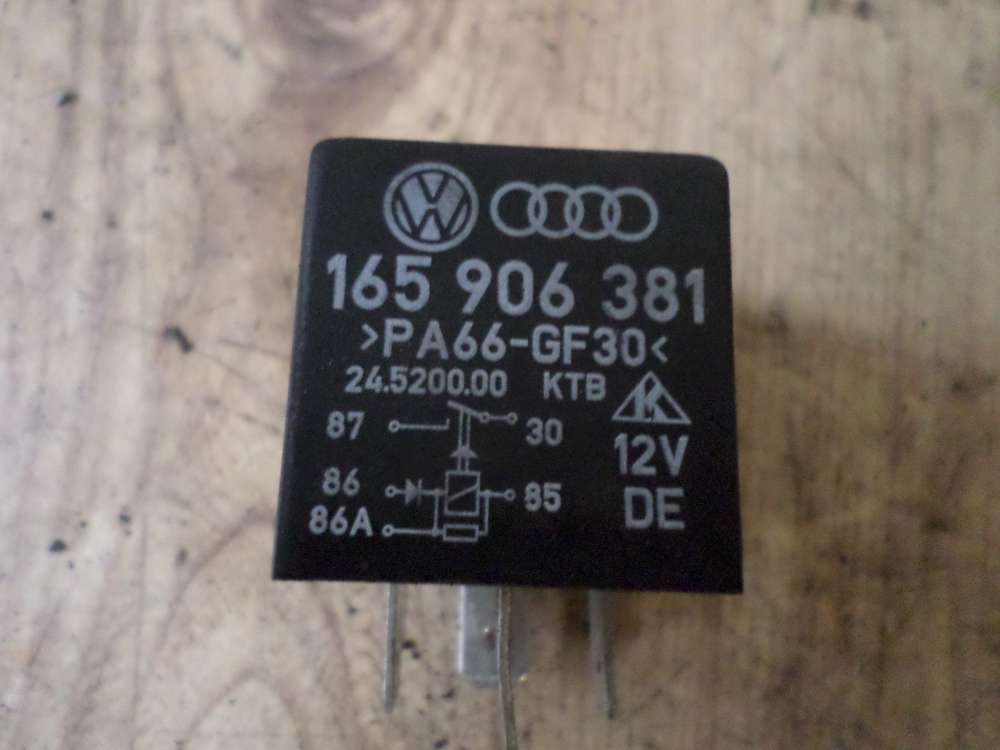 165 906 381
>PA66-GF30<
24.5200.00 KTB
87 30
12V
86 85
DE
86A